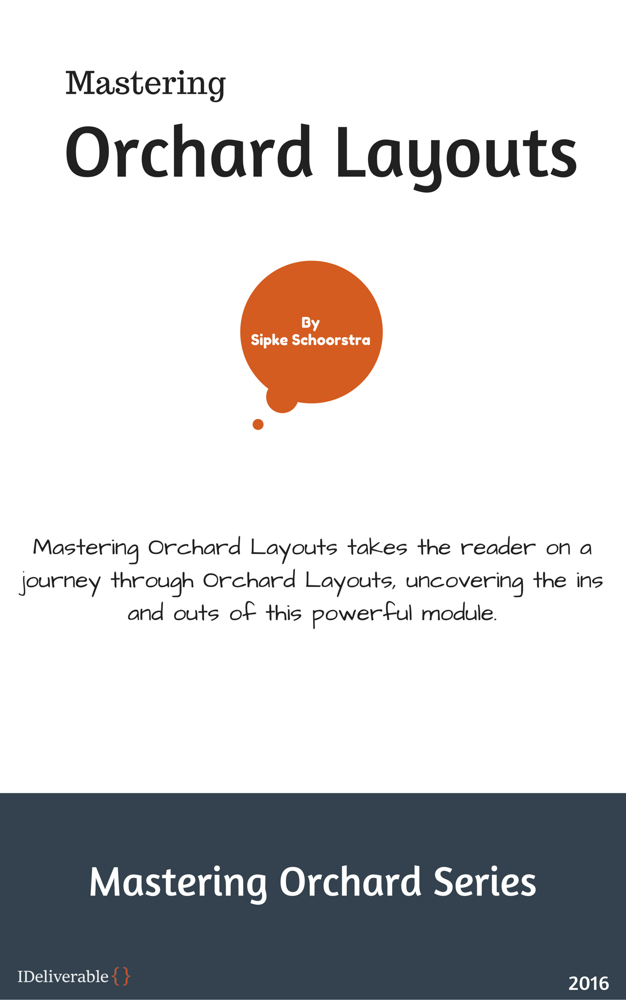 Mastering
Orchard Layouts
By
Sipke Schoorstra
Mastering Orchard Layouts takes the reader on a
journey through Orchard Layouts, uncovering the ins
and outs of this powerful module.
Mastering Orchard Series
IDeliverable { }
2016